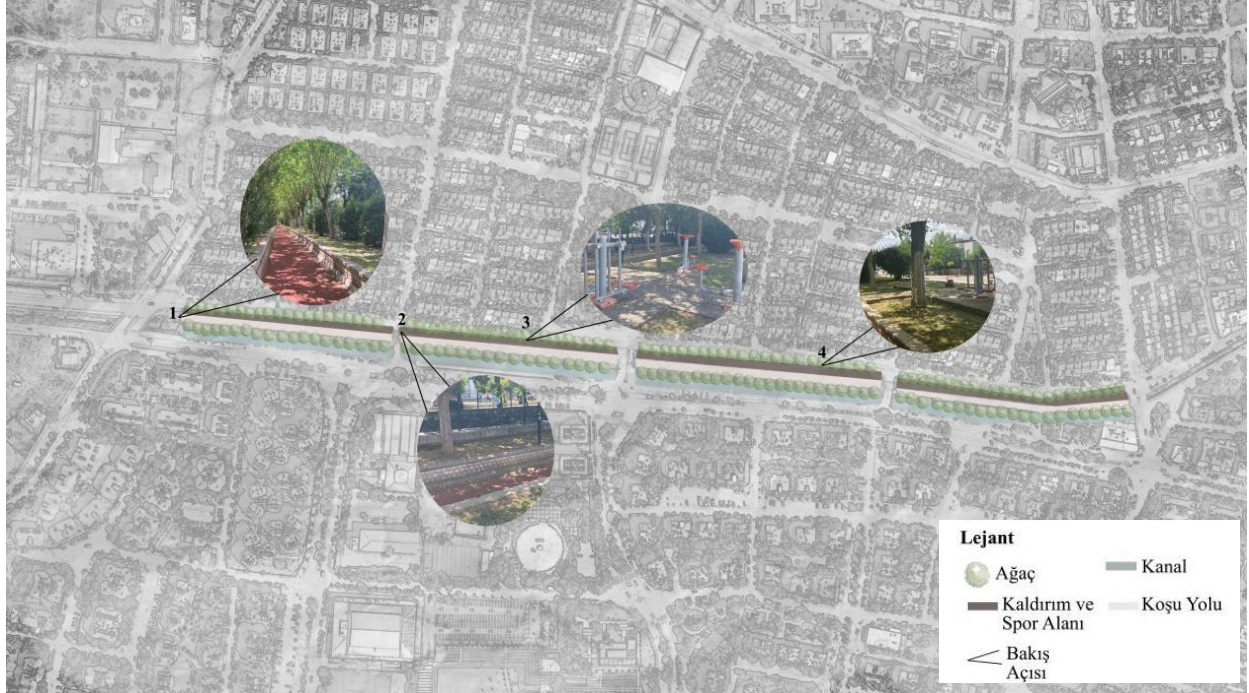 1
2
3
4
Lejant
Ağaç
Kanal
Kaldırım ve
Spor Alanı
Koşu Yolu
Bakış
Açısı